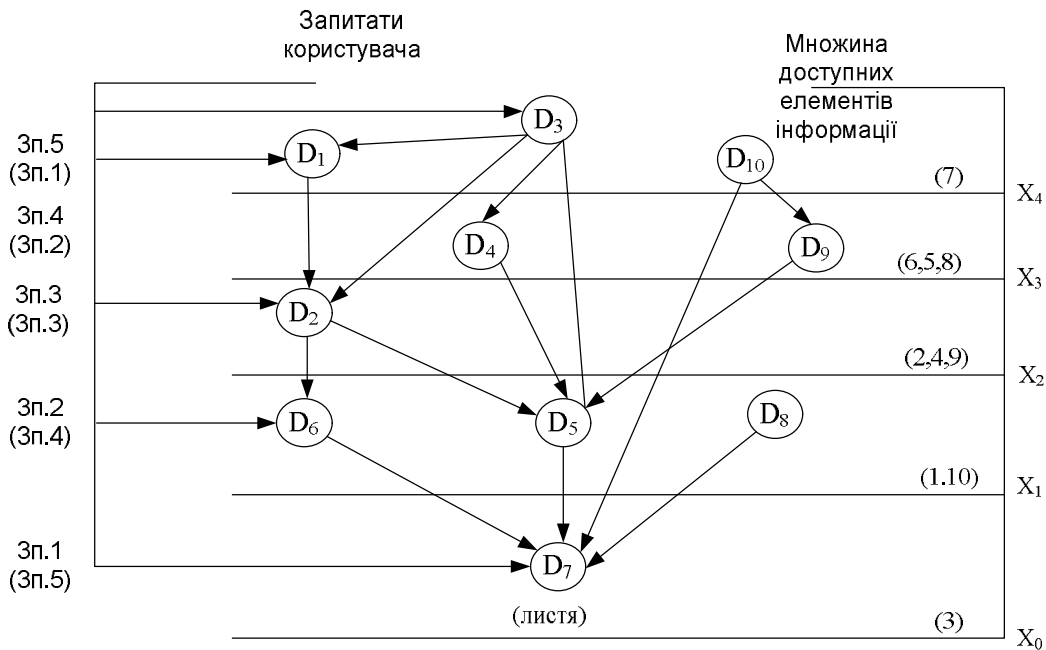 Запитати
користувача
Множина
доступних
елементів
інформації
D3
Зп.5
(Зп.1)
D1
D10
(7)
X4
Зп.4
(Зп.2)
D4
D9
(6,5,8)
X3
Зп.3
(Зп.3)
D2
(2,4,9)
X2
Зп.2
(Зп.4)
D6
D5
D8
(1.10)
X1
Зп.1
(Зп.5)
D7
(листя)
(3)
X0